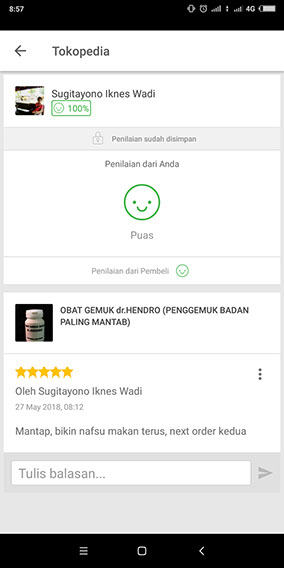 8:57
4G
Tokopedia
Sugitayono Iknes Wadi
100%
Penilaian sudah disimpan
Penilaian dari Anda
Puas
Penilaian dari Pembeli
OBAT GEMUK dr.HENDRO (PENGGEMUK BADAN
PALING MANTAB)
Oleh Sugitayono Iknes Wadi
27 May 2018, 08:12
Mantap, bikin nafsu makan terus, next order kedua
Tulis balasan...